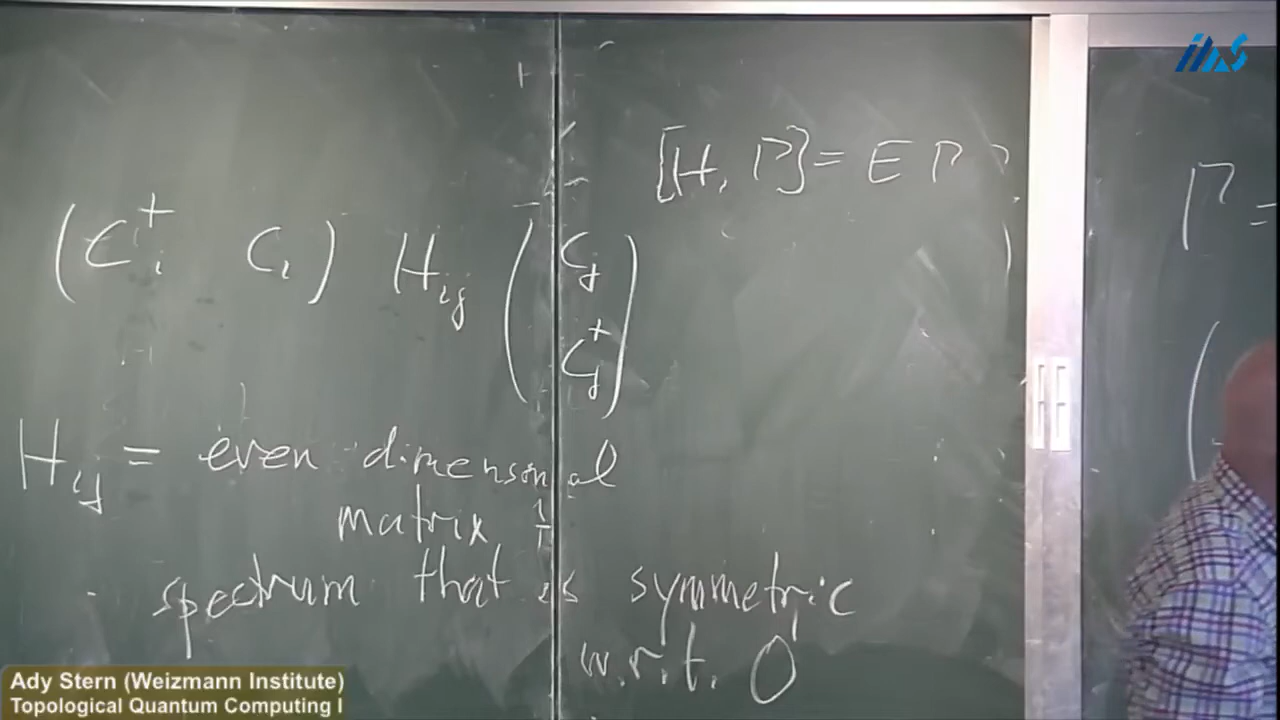 [H, Γ] = E Γ
(C_i^+ C_i) H_ij (C_j
C_j^+)
H_ij = even dimensional
matrix
spectrum that is symmetric
w.r.t. 0
Γ =
IHES
Ady Stern (Weizmann Institute)
Topological Quantum Computing I